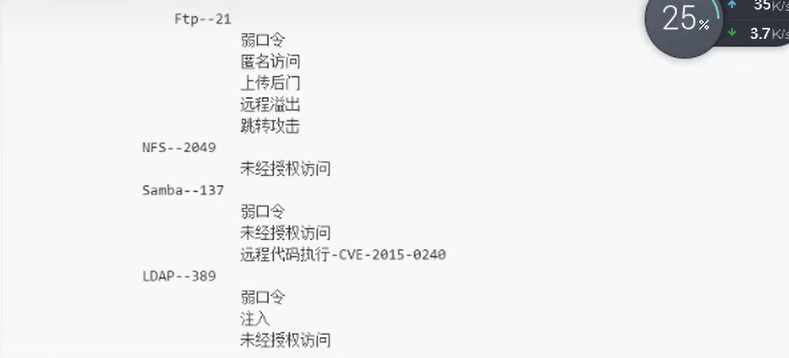 Ftp--21
弱口令
匿名访问
上传后门
远程溢出
跳转攻击
NFS--2049
未经授权访问
Samba--137
弱口令
未经授权访问
远程代码执行-CVE-2015-0240
LDAP--389
弱口令
注入
未经授权访问
25%
35K/s
3.7K/s